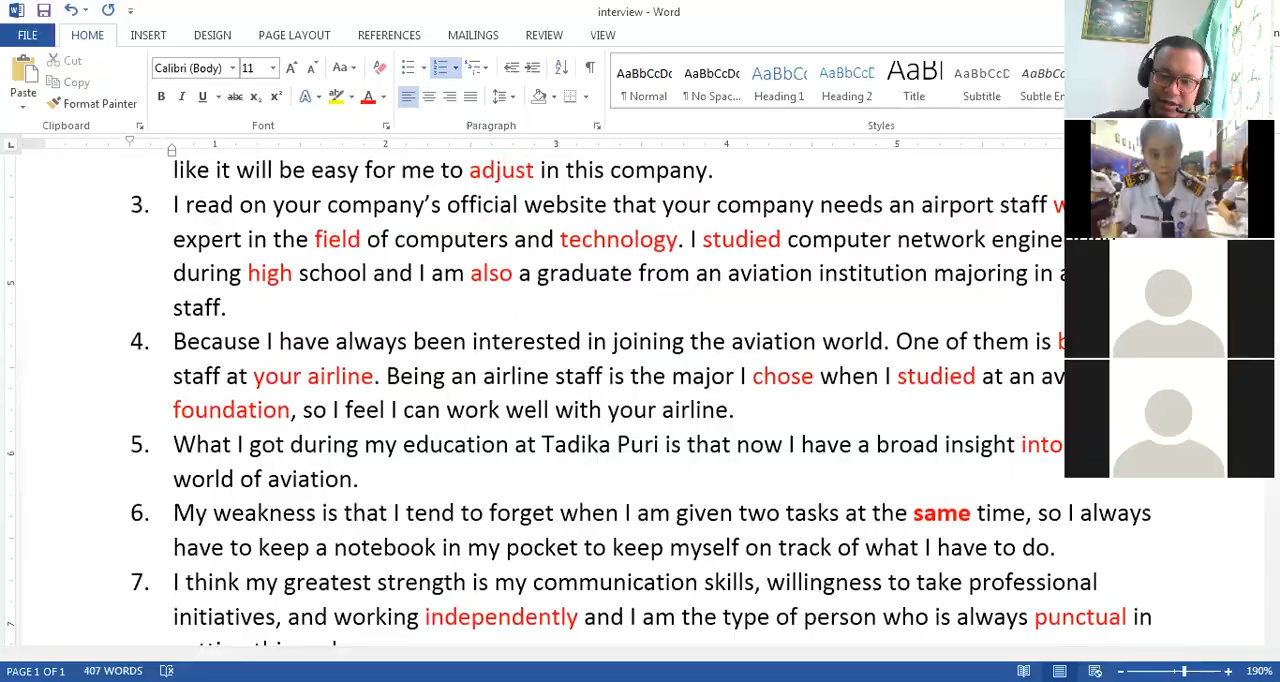 interview - Word
FILE HOME INSERT DESIGN PAGE LAYOUT REFERENCES MAILINGS REVIEW VIEW
Cut
Copy
Format Painter
Paste
Clipboard
Calibri (Body) 11
Font
Paragraph
AaBbCcDc AaBbCcDc AaBbCc AaBbCcC AaBl AaBbCcD AaBbCcDc
¶ Normal ¶ No Spac... Heading 1 Heading 2 Title Subtitle Subtle En
Styles
1 2 3 4 5
like it will be easy for me to adjust in this company.
3. I read on your company's official website that your company needs an airport staff
expert in the field of computers and technology. I studied computer network engine
during high school and I am also a graduate from an aviation institution majoring in a
staff.
4. Because I have always been interested in joining the aviation world. One of them is
staff at your airline. Being an airline staff is the major I chose when I studied at an av
foundation, so I feel I can work well with your airline.
5. What I got during my education at Tadika Puri is that now I have a broad insight into
world of aviation.
6. My weakness is that I tend to forget when I am given two tasks at the same time, so I always
have to keep a notebook in my pocket to keep myself on track of what I have to do.
7. I think my greatest strength is my communication skills, willingness to take professional
initiatives, and working independently and I am the type of person who is always punctual in
PAGE 1 OF 1 407 WORDS 190%